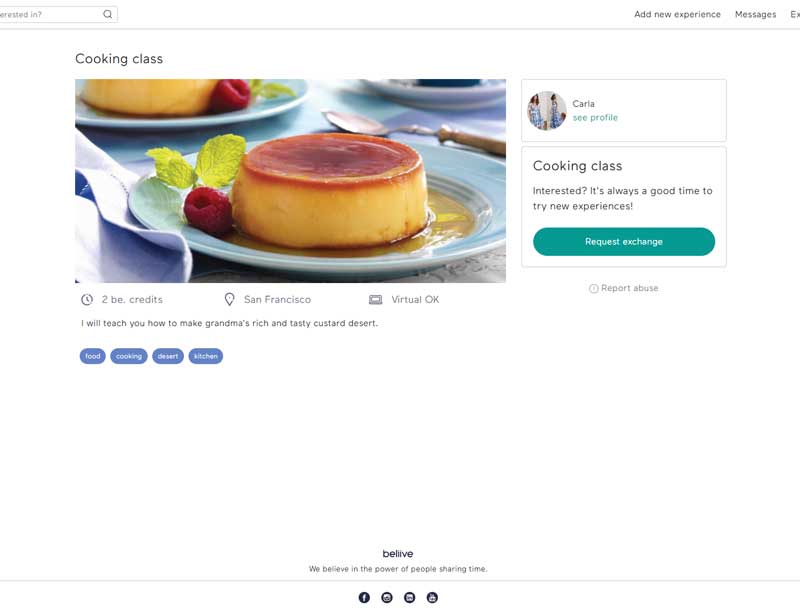 erested in?
Add new experience
Messages
Ex
Cooking class
Carla
see profile
Cooking class
Interested? It's always a good time to
try new experiences!
Request exchange
Report abuse
2 be. credits
San Francisco
Virtual OK
I will teach you how to make grandma's rich and tasty custard desert.
food
cooking
desert
kitchen
beliive
We believe in the power of people sharing time.